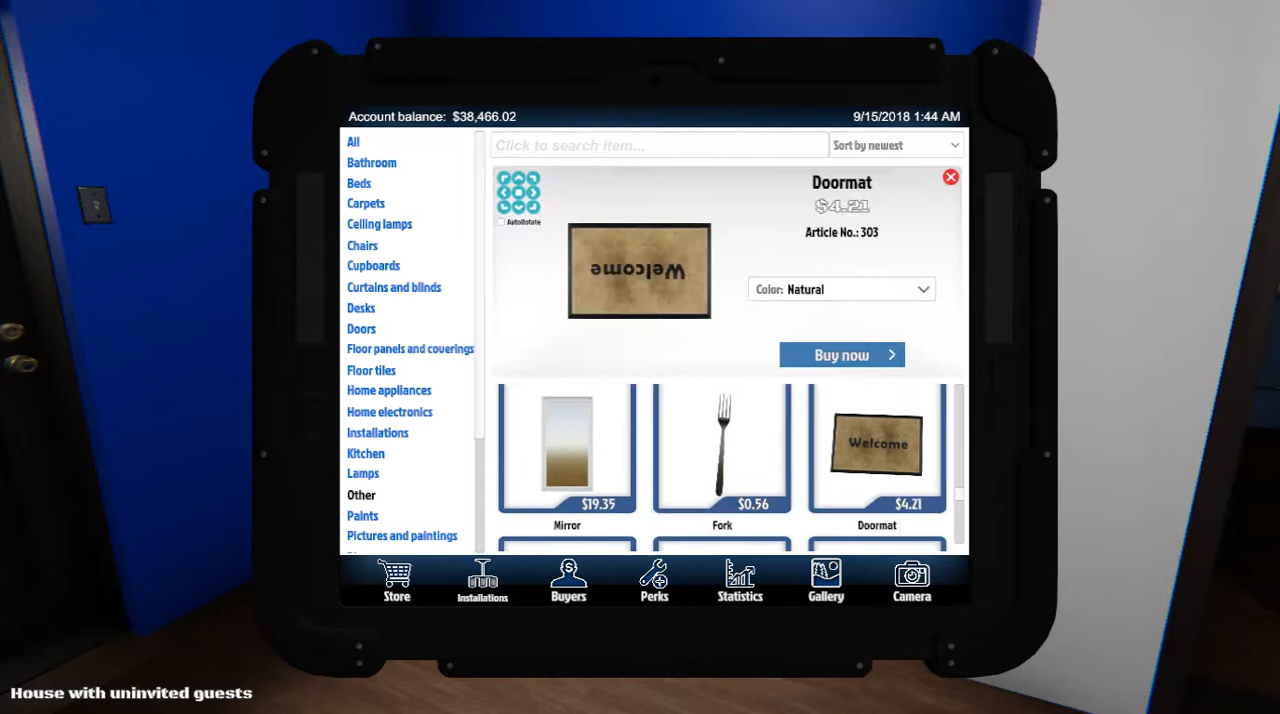 Account balance: $38,466.02
9/15/2018 1:44 AM
All
Bathroom
Beds
Carpets
Ceiling lamps
Chairs
Cupboards
Curtains and blinds
Desks
Doors
Floor panels and coverings
Floor tiles
Home appliances
Home electronics
Installations
Kitchen
Lamps
Other
Paints
Pictures and paintings
Click to search item...
Sort by newest
AutoRotate
Welcome
Doormat
$4.21
Article No.: 303
Color: Natural
Buy now
Welcome
$19.35
$0.56
$4.21
Mirror
Fork
Doormat
Store
Installations
Buyers
Perks
Statistics
Gallery
Camera
House with uninvited guests